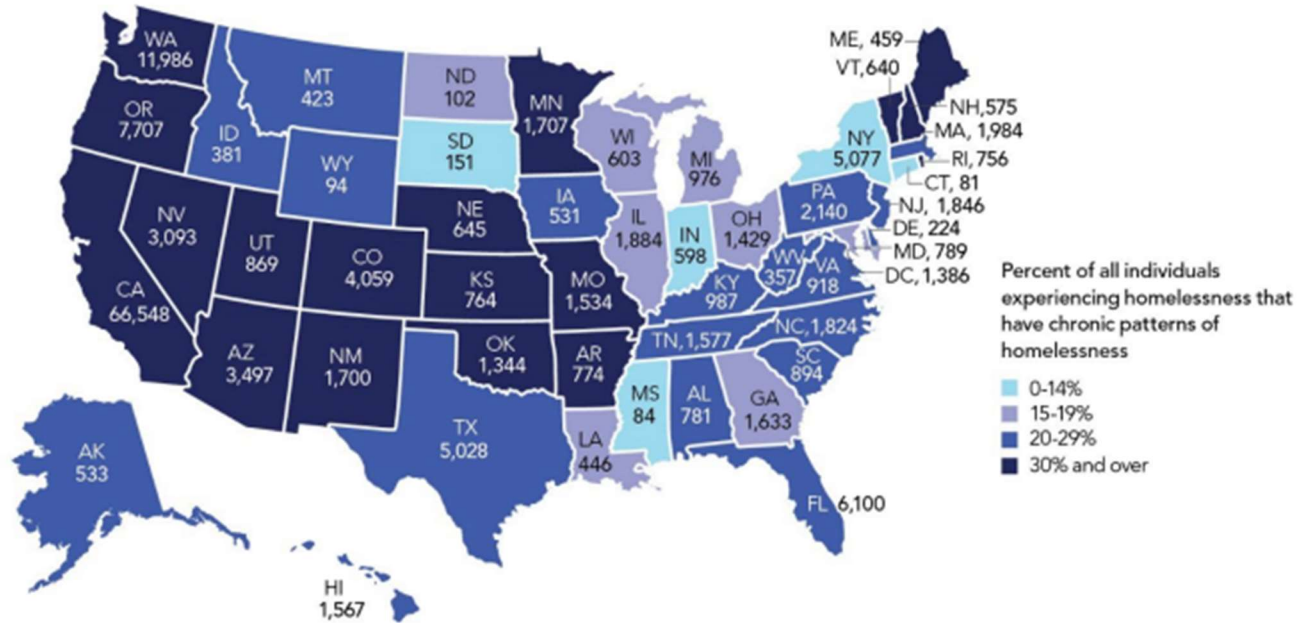 WA
11,986
MT
423
ND
102
MN
1,707
OR
7,707
ID
381
WY
94
SD
151
WI
603
MI
976
NY
5,077
ME, 459
VT,640
NH,575
MA, 1,984
RI, 756
CT, 81
NJ, 1,846
DE, 224
MD, 789
DC, 1,386
NV
3,093
UT
869
CO
4,059
NE
645
IA
531
IL
1,884
IN
598
OH
1,429
PA
2,140
WV
357
VA
918
KY
987
CA
66,548
KS
764
MO
1,534
AZ
3,497
NM
1,700
OK
1,344
AR
774
TN,1,577
NC,1,824
SC
894
MS
84
AL
781
GA
1,633
TX
5,028
LA
446
FL 6,100
AK
533
HI
1,567
Percent of all individuals
experiencing homelessness that
have chronic patterns of
homelessness
0-14%
15-19%
20-29%
30% and over